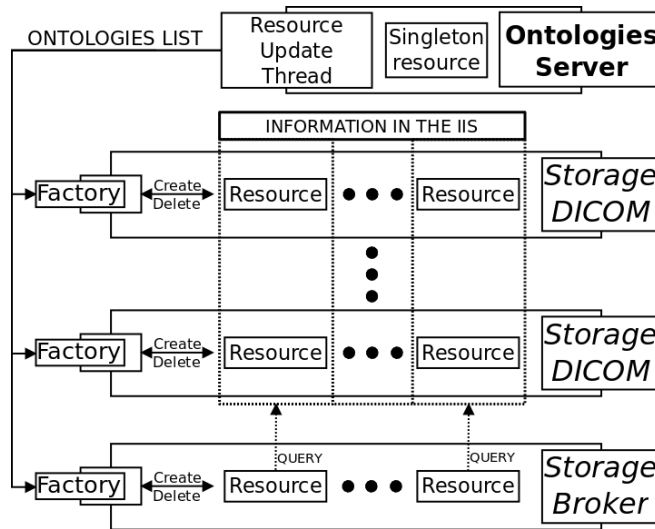 ONTOLOGIES LIST
Resource
Update
Thread
Singleton
resource
Ontologies
Server
INFORMATION IN THE IIS
Factory
Create
Delete
Resource
Resource
Storage
DICOM
Factory
Create
Delete
Resource
Resource
Storage
DICOM
QUERY
QUERY
Factory
Create
Delete
Resource
Resource
Storage
Broker